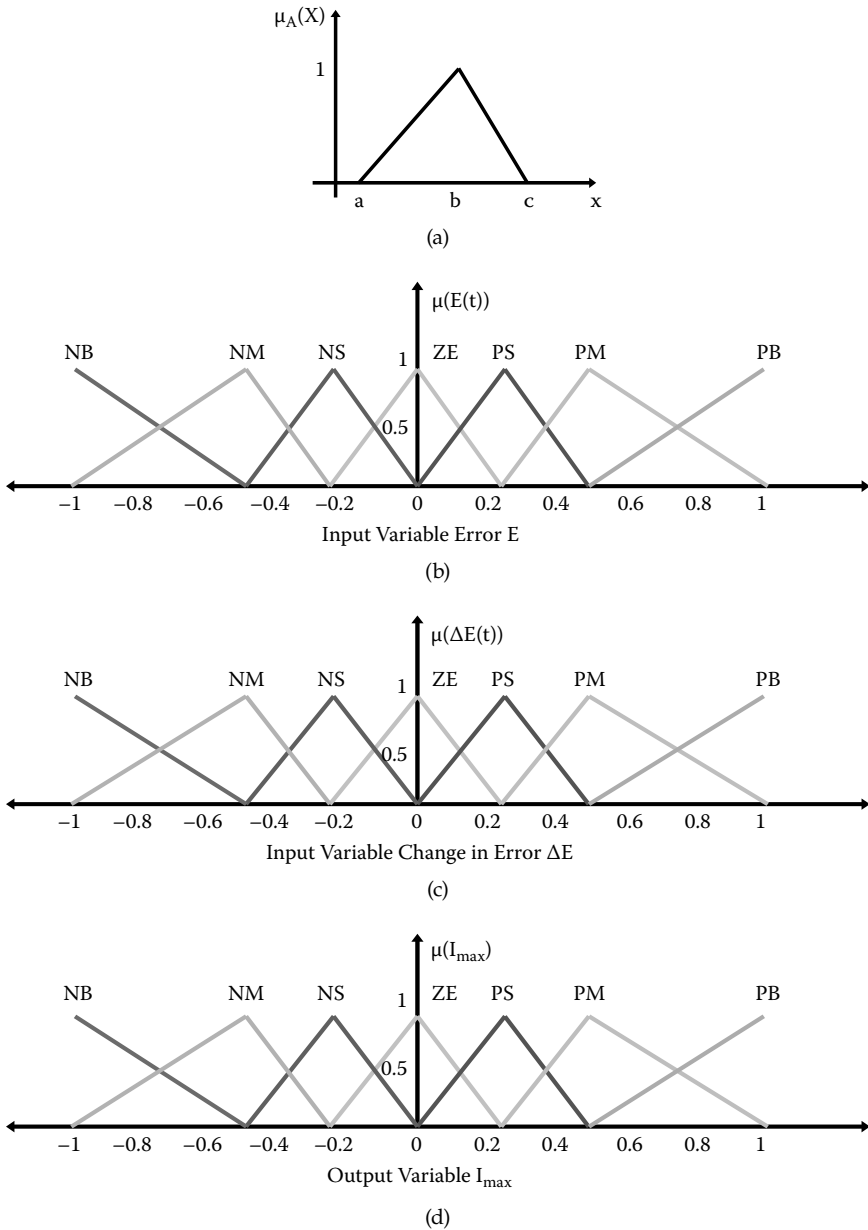 μA(X)
1
a b c x
(a)
μ(E(t))
NB NM NS ZE PS PM PB
1
0.5
−1 −0.8 −0.6 −0.4 −0.2 0 0.2 0.4 0.6 0.8 1
Input Variable Error E
(b)
μ(ΔE(t))
NB NM NS ZE PS PM PB
1
0.5
−1 −0.8 −0.6 −0.4 −0.2 0 0.2 0.4 0.6 0.8 1
Input Variable Change in Error ΔE
(c)
μ(Imax)
NB NM NS ZE PS PM PB
1
0.5
−1 −0.8 −0.6 −0.4 −0.2 0 0.2 0.4 0.6 0.8 1
Output Variable Imax
(d)